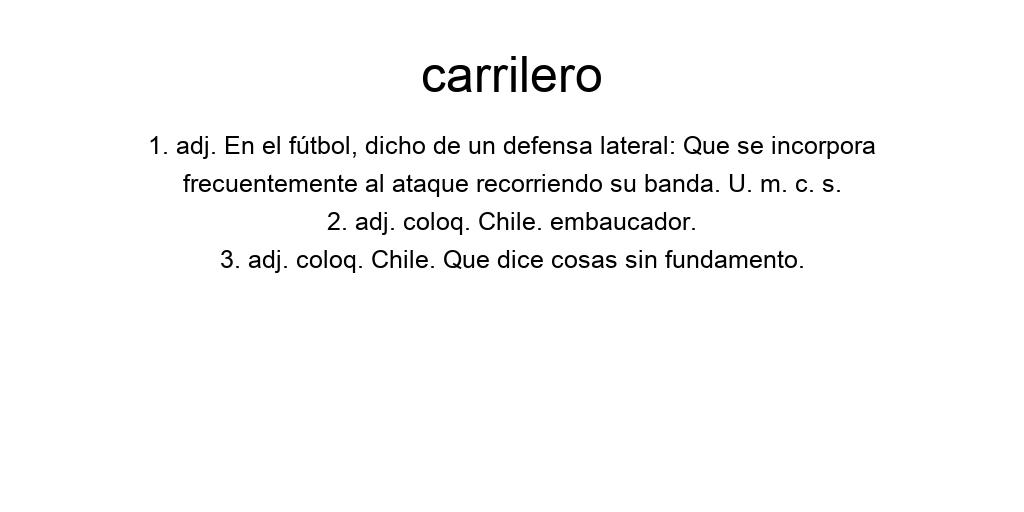 carrilero
1. adj. En el fútbol, dicho de un defensa lateral: Que se incorpora
frecuentemente al ataque recorriendo su banda. U. m. c. s.
2. adj. coloq. Chile. embaucador.
3. adj. coloq. Chile. Que dice cosas sin fundamento.